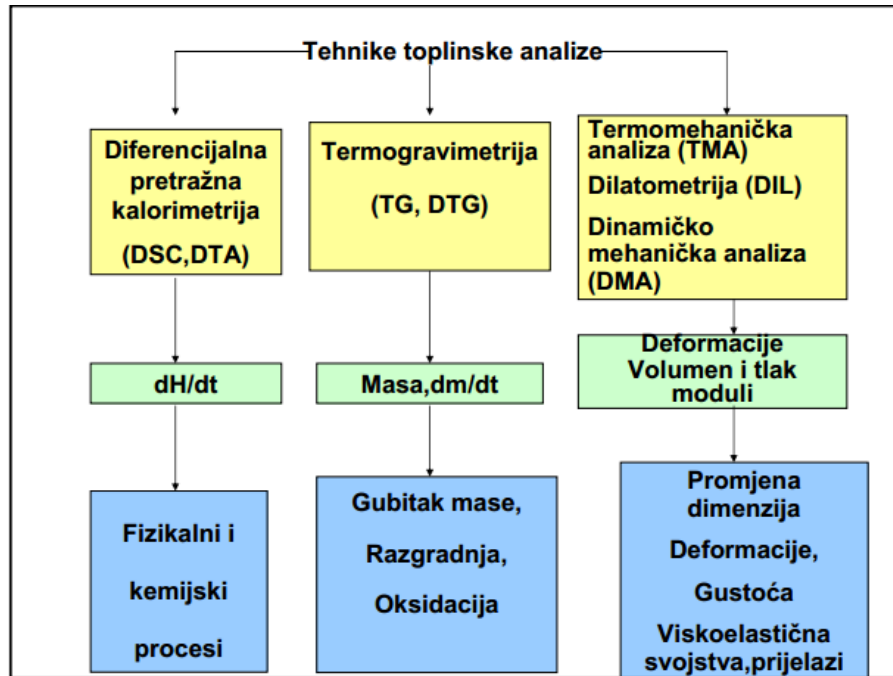 Tehnike toplinske analize
Diferencijalna
pretražna
kalorimetrija
(DSC,DTA)
Termogravimetrija
(TG, DTG)
Termomehanička
analiza (TMA)
Dilatometrija (DIL)
Dinamičko
mehanička analiza
(DMA)
dH/dt
Masa,dm/dt
Deformacije
Volumen i tlak
moduli
Fizikalni i
kemijski
procesi
Gubitak mase,
Razgradnja,
Oksidacija
Promjena
dimenzija
Deformacije,
Gustoća
Viskoelastična
svojstva,prijelazi